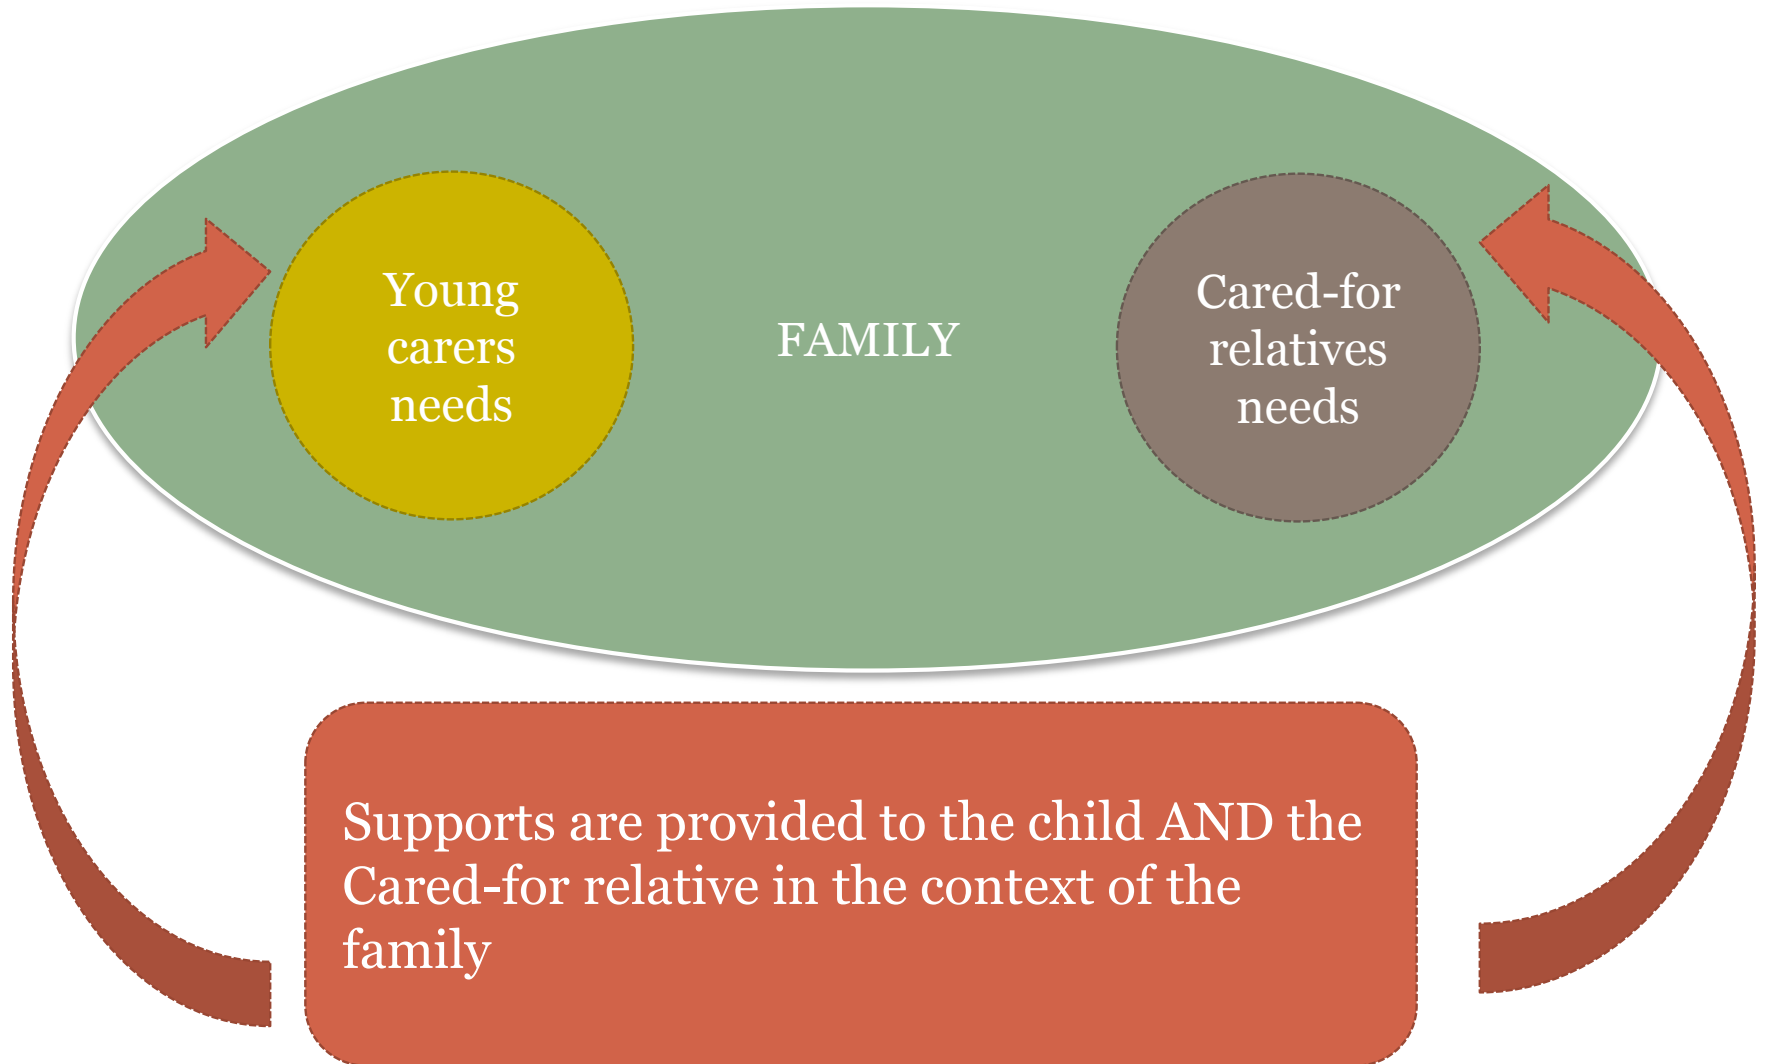 Young
carers
needs
FAMILY
Cared-for
relatives
needs
Supports are provided to the child AND the
Cared-for relative in the context of the
family